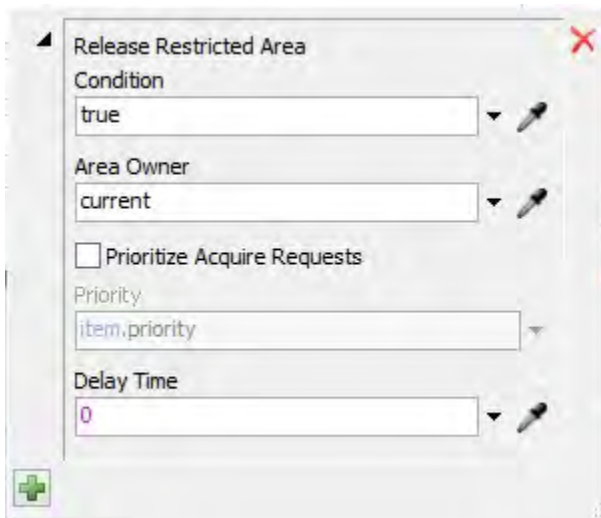 Release Restricted Area
Condition
true
Area Owner
current
Prioritize Acquire Requests
Priority
item.priority
Delay Time
0